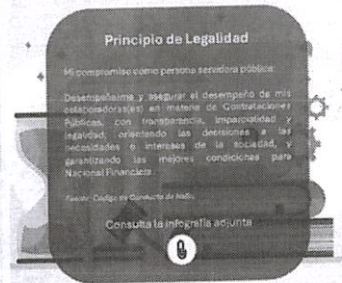 Principio de Legalidad
Mi compromiso como persona servidora pública:
Desempeñarme y asegurar el desempeño de mis
colaboradoras(es) en materia de Contrataciones
Públicas, con transparencia, imparcialidad y
legalidad; orientando las decisiones a las
necesidades e intereses de la sociedad, y
garantizando las mejores condiciones para
Nacional Financiera.
Fuente: Código de Conducta de Nafin.
Consulta la infografía adjunta